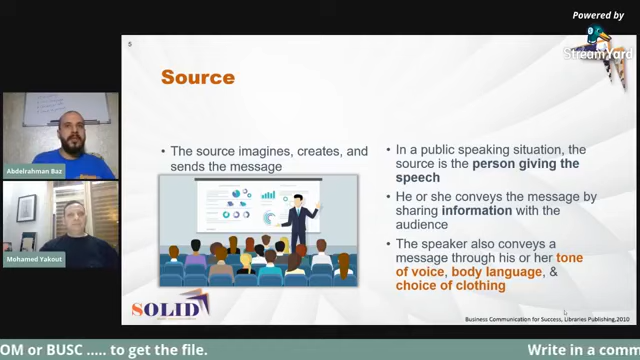 Powered by
StreamYard
5
Source
• The source imagines, creates, and
sends the message
• In a public speaking situation, the
source is the person giving the
speech
• He or she conveys the message by
sharing information with the
audience
• The speaker also conveys a
message through his or her tone
of voice, body language, &
choice of clothing
Abdelrahman Baz
Mohamed Yakout
SOLID
Business Communication for Success, Libraries Publishing,2010
OM or BUSC ..... to get the file.
Write in a comm